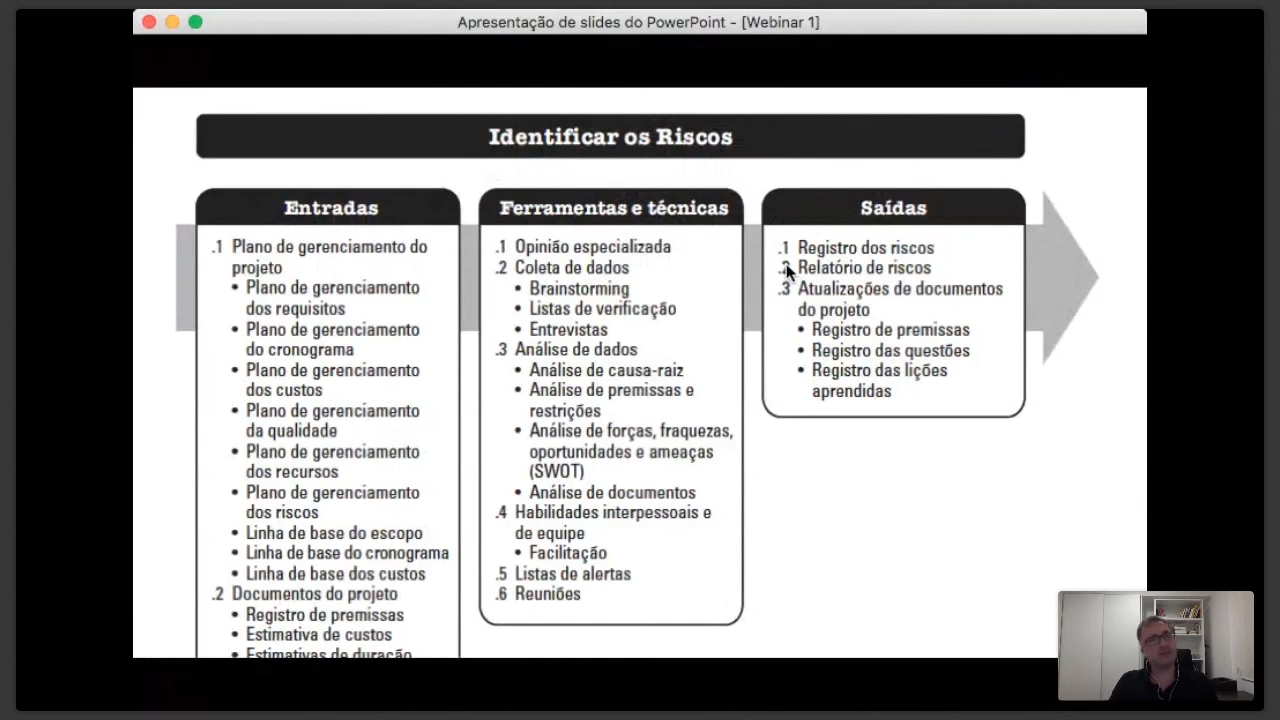 Apresentação de slides do PowerPoint - [Webinar 1]
Identificar os Riscos
Entradas
.1 Plano de gerenciamento do
projeto
• Plano de gerenciamento
dos requisitos
• Plano de gerenciamento
do cronograma
• Plano de gerenciamento
dos custos
• Plano de gerenciamento
da qualidade
• Plano de gerenciamento
dos recursos
• Plano de gerenciamento
dos riscos
• Linha de base do escopo
• Linha de base do cronograma
• Linha de base dos custos
.2 Documentos do projeto
• Registro de premissas
• Estimativa de custos
• Estimativas de duração
Ferramentas e técnicas
.1 Opinião especializada
.2 Coleta de dados
• Brainstorming
• Listas de verificação
• Entrevistas
.3 Análise de dados
• Análise de causa-raiz
• Análise de premissas e
restrições
• Análise de forças, fraquezas,
oportunidades e ameaças
(SWOT)
• Análise de documentos
.4 Habilidades interpessoais e
de equipe
• Facilitação
.5 Listas de alertas
.6 Reuniões
Saídas
.1 Registro dos riscos
.2 Relatório de riscos
.3 Atualizações de documentos
do projeto
• Registro de premissas
• Registro das questões
• Registro das lições
aprendidas